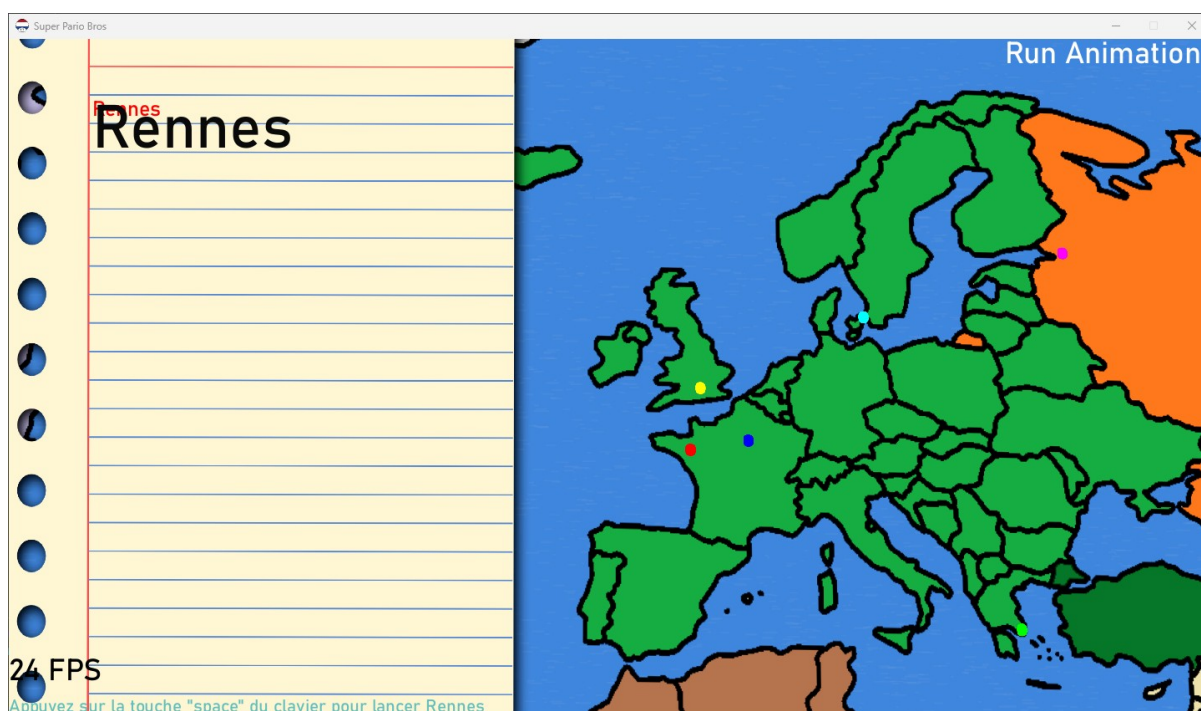 Super Pario Bros
Run Animation
Rennes
Rennes
24 FPS
Appuyez sur la touche "space" du clavier pour lancer Rennes